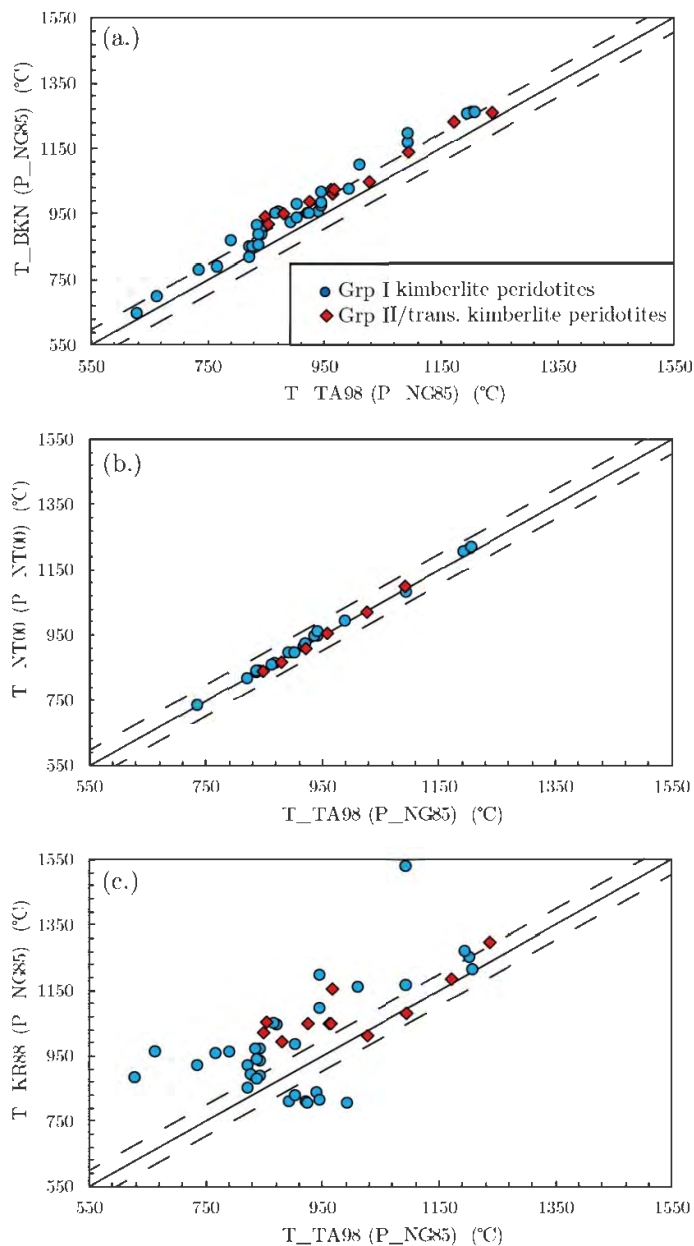 (a.)
T_BKN (P_NG85) (°C)
1550
1350
1150
950
750
550
Grp I kimberlite peridotites
Grp II/trans. kimberlite peridotites
550 750 950 1150 1350 1550
T_TA98 (P_NG85) (°C)
(b.)
T_NT00 (P_NT00) (°C)
1550
1350
1150
950
750
550
550 750 950 1150 1350 1550
T_TA98 (P_NG85) (°C)
(c.)
T_KR88 (P_NG85) (°C)
1550
1350
1150
950
750
550
550 750 950 1150 1350 1550
T_TA98 (P_NG85) (°C)